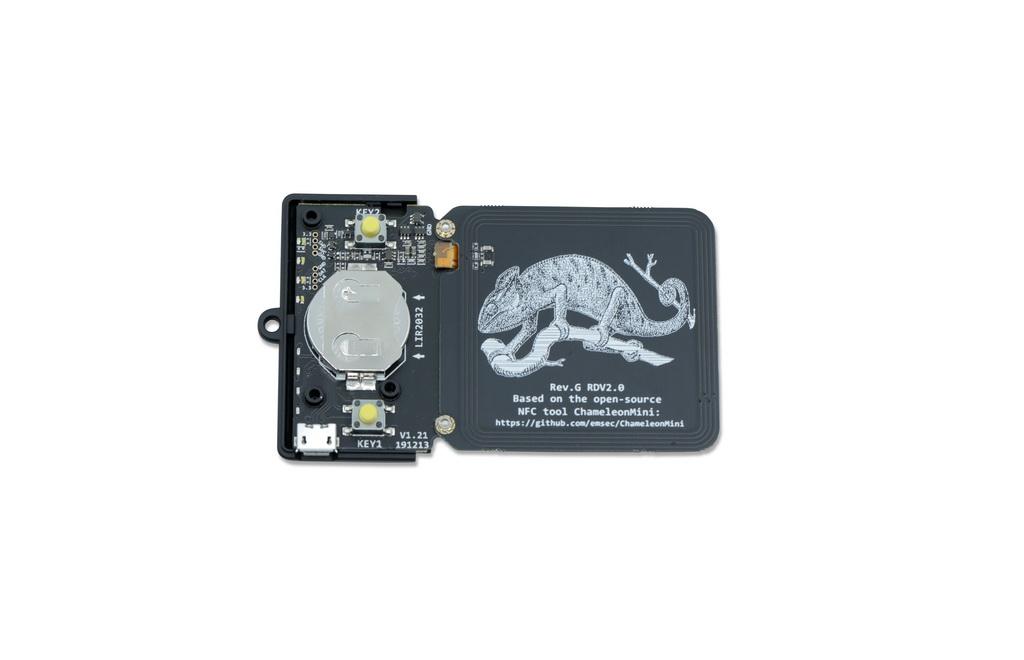 KEY1
KEY2
V1.21
191213
LIR2032
GND
Rev.G RDV2.0
Based on the open-source
NFC tool ChameleonMini:
https://github.com/emsec/ChameleonMini